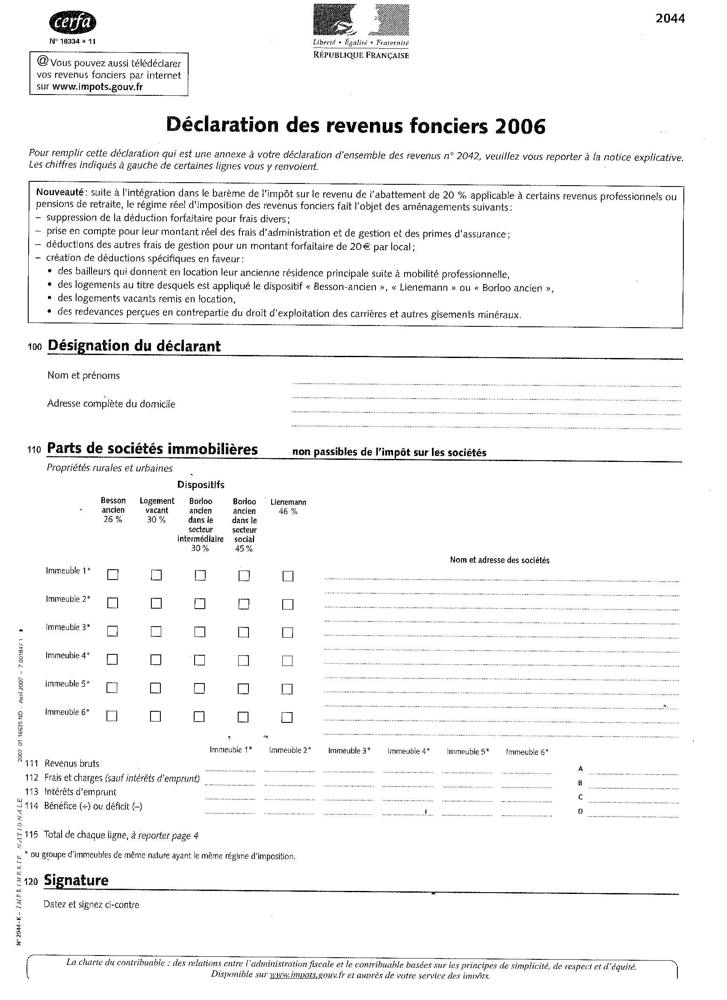 cerfa
N° 10334 * 11
2044
Liberté • Égalité • Fraternité
RÉPUBLIQUE FRANÇAISE
@ Vous pouvez aussi télédéclarer
vos revenus fonciers par internet
sur www.impots.gouv.fr
Déclaration des revenus fonciers 2006
Pour remplir cette déclaration qui est une annexe à votre déclaration d'ensemble des revenus n° 2042, veuillez vous reporter à la notice explicative.
Les chiffres indiqués à gauche de certaines lignes vous y renvoient.
Nouveauté : suite à l'intégration dans le barème de l'impôt sur le revenu de l'abattement de 20 % applicable à certains revenus professionnels ou
pensions de retraite, le régime réel d'imposition des revenus fonciers fait l'objet des aménagements suivants :
– suppression de la déduction forfaitaire pour frais divers ;
– prise en compte pour leur montant réel des frais d'administration et de gestion et des primes d'assurance ;
– déductions des autres frais de gestion pour un montant forfaitaire de 20€ par local ;
– création de déductions spécifiques en faveur :
• des bailleurs qui donnent en location leur ancienne résidence principale suite à mobilité professionnelle,
• des logements au titre desquels est appliqué le dispositif « Besson-ancien », « Lienemann » ou « Borloo ancien »,
• des logements vacants remis en location,
• des redevances perçues en contrepartie du droit d'exploitation des carrières et autres gisements minéraux.
100 Désignation du déclarant
Nom et prénoms
Adresse complète du domicile
110 Parts de sociétés immobilières non passibles de l'impôt sur les sociétés
Propriétés rurales et urbaines
Dispositifs
Besson Logement Borloo Borloo Lienemann
ancien vacant ancien ancien 46 %
26 % 30 % dans le dans le
secteur secteur
intermédiaire social
30 % 45 %
Nom et adresse des sociétés
Immeuble 1*
Immeuble 2*
Immeuble 3*
Immeuble 4*
Immeuble 5*
Immeuble 6*
Immeuble 1* Immeuble 2* Immeuble 3* Immeuble 4* Immeuble 5* Immeuble 6*
111 Revenus bruts A
112 Frais et charges (sauf intérêts d'emprunt) B
113 Intérêts d'emprunt C
114 Bénéfice (+) ou déficit (–) D
115 Total de chaque ligne, à reporter page 4
* ou groupe d'immeubles de même nature ayant le même régime d'imposition.
120 Signature
Datez et signez ci-contre
N° 2044-K – IMPRIMERIE NATIONALE 2007 01 16625 ND – Avril 2007 – 7 001847 1
La charte du contribuable : des relations entre l'administration fiscale et le contribuable basées sur les principes de simplicité, de respect et d'équité.
Disponible sur www.impots.gouv.fr et auprès de votre service des impôts.